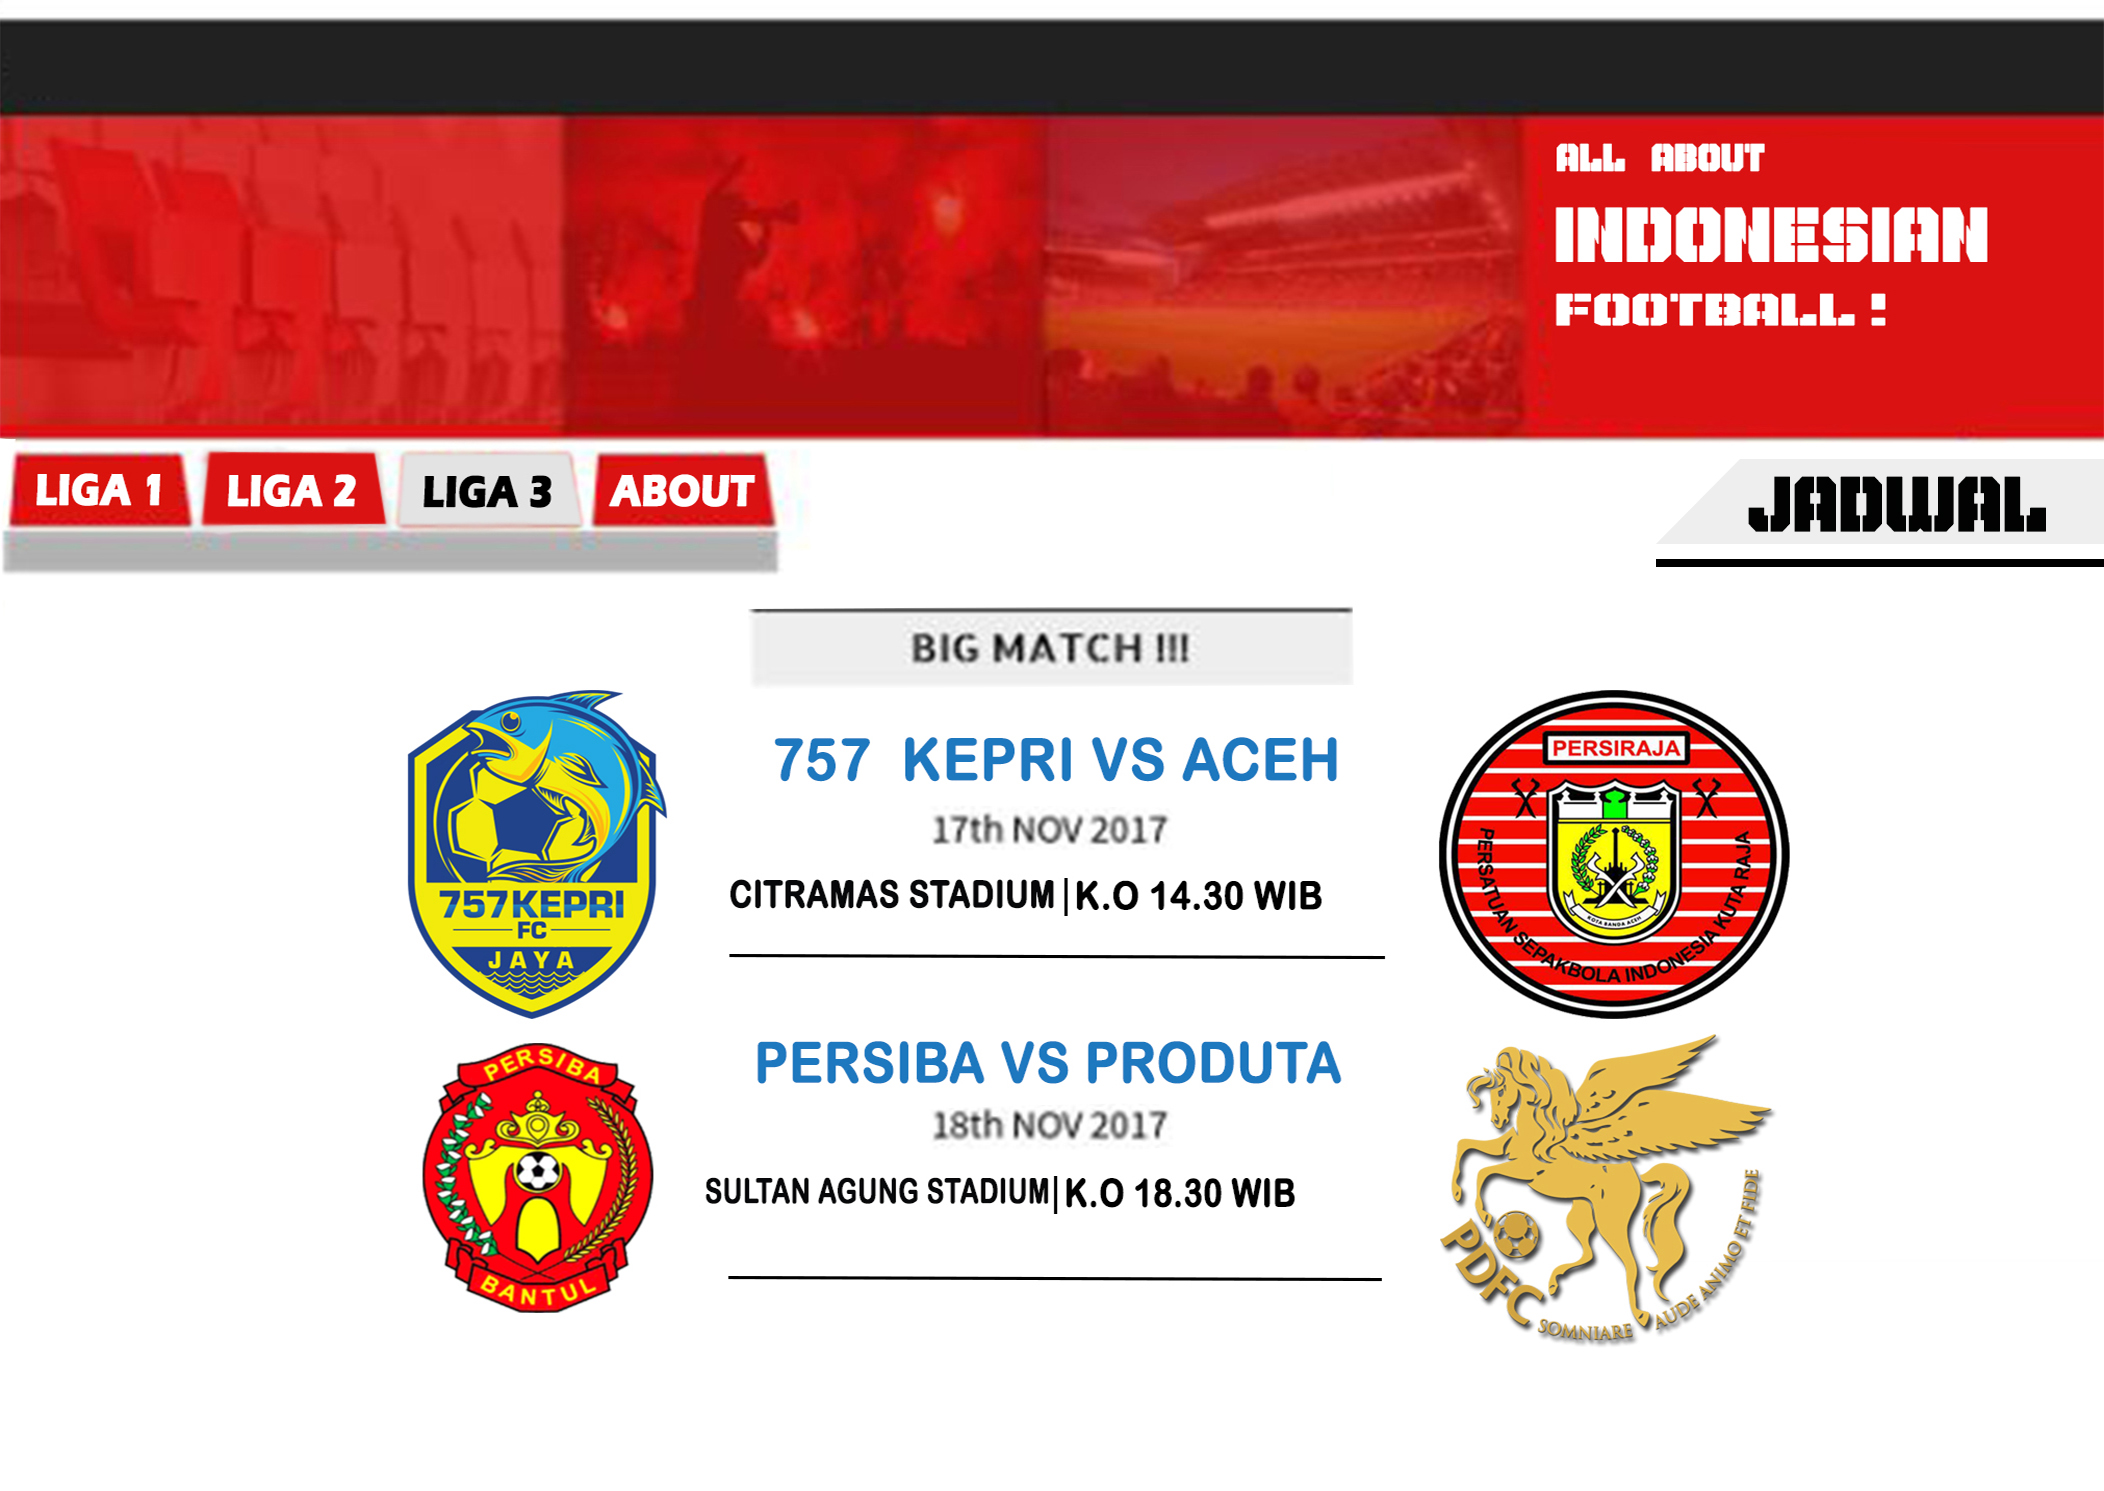 ALL ABOUT
INDONESIAN
FOOTBALL!
LIGA 1
LIGA 2
LIGA 3
ABOUT
JADWAL
BIG MATCH !!!
757 KEPRI VS ACEH
17th NOV 2017
CITRAMAS STADIUM|K.O 14.30 WIB
757KEPRI
FC
JAYA
PERSIRAJA
KOTA BANDA ACEH
PERSATUAN SEPAKBOLA INDONESIA KUTA RAJA
PERSIBA VS PRODUTA
18th NOV 2017
SULTAN AGUNG STADIUM|K.O 18.30 WIB
PERSIBA
BANTUL
PDFC
SOMNIARE AUDE ANIMO ET FIDE